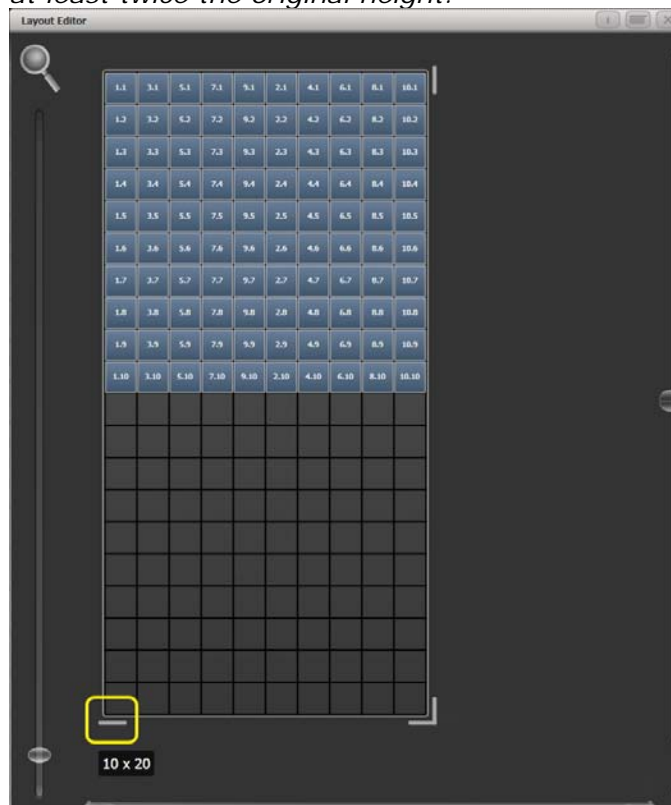 at least twice the original height!
Layout Editor
1.1 3.1 5.1 7.1 9.1 2.1 4.1 6.1 8.1 10.1
1.2 3.2 5.2 7.2 9.2 2.2 4.2 6.2 8.2 10.2
1.3 3.3 5.3 7.3 9.3 2.3 4.3 6.3 8.3 10.3
1.4 3.4 5.4 7.4 9.4 2.4 4.4 6.4 8.4 10.4
1.5 3.5 5.5 7.5 9.5 2.5 4.5 6.5 8.5 10.5
1.6 3.6 5.6 7.6 9.6 2.6 4.6 6.6 8.6 10.6
1.7 3.7 5.7 7.7 9.7 2.7 4.7 6.7 8.7 10.7
1.8 3.8 5.8 7.8 9.8 2.8 4.8 6.8 8.8 10.8
1.9 3.9 5.9 7.9 9.9 2.9 4.9 6.9 8.9 10.9
1.10 3.10 5.10 7.10 9.10 2.10 4.10 6.10 8.10 10.10
10 x 20